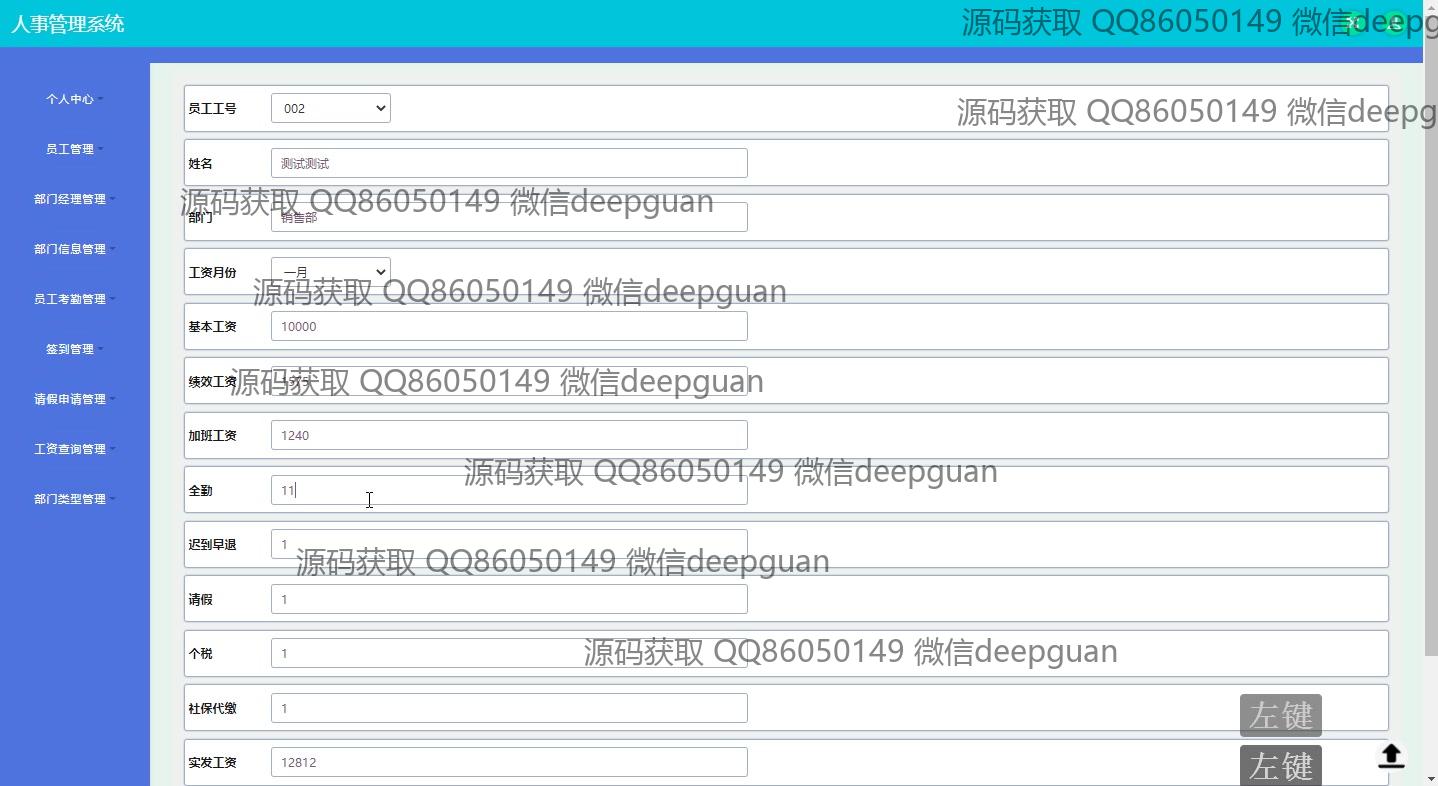 人事管理系统
源码获取 QQ86050149 微信deepg
个人中心
员工管理
部门经理管理
部门信息管理
员工考勤管理
签到管理
请假申请管理
工资查询管理
部门类型管理
员工工号 002
源码获取 QQ86050149 微信deepg
姓名 测试测试
源码获取 QQ86050149 微信deepguan
部门 销售部
工资月份 一月
源码获取 QQ86050149 微信deepguan
基本工资 10000
绩效工资
源码获取 QQ86050149 微信deepguan
加班工资 1240
源码获取 QQ86050149 微信deepguan
全勤 11
迟到早退 1
源码获取 QQ86050149 微信deepguan
请假 1
个税 1
源码获取 QQ86050149 微信deepguan
社保代缴 1
左键
实发工资 12812
左键